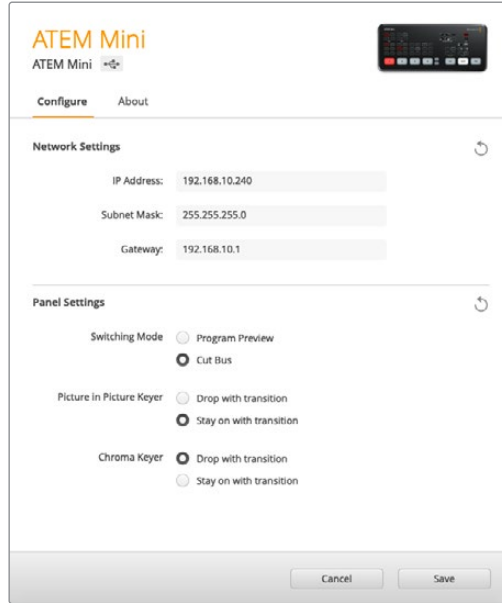 ATEM Mini
ATEM Mini
Configure About
Network Settings
IP Address: 192.168.10.240
Subnet Mask: 255.255.255.0
Gateway: 192.168.10.1
Panel Settings
Switching Mode Program Preview
Cut Bus
Picture in Picture Keyer Drop with transition
Stay on with transition
Chroma Keyer Drop with transition
Stay on with transition
Cancel Save